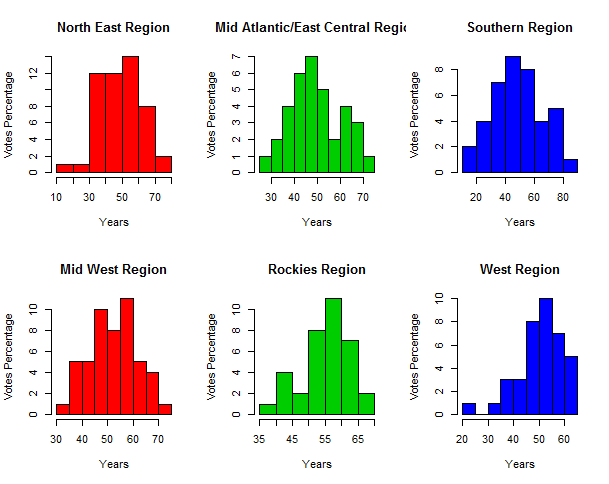 North East Region
Votes Percentage
2 4 6 8 12
10 30 50 70
Years
Mid Atlantic/East Central Regio
Votes Percentage
0 1 2 3 4 5 6 7
30 40 50 60 70
Years
Southern Region
Votes Percentage
0 2 4 6 8
20 40 60 80
Years
Mid West Region
Votes Percentage
0 2 4 6 8 10
30 40 50 60 70
Years
Rockies Region
Votes Percentage
0 2 4 6 8 10
35 45 55 65
Years
West Region
Votes Percentage
0 2 4 6 8 10
20 30 40 50 60
Years